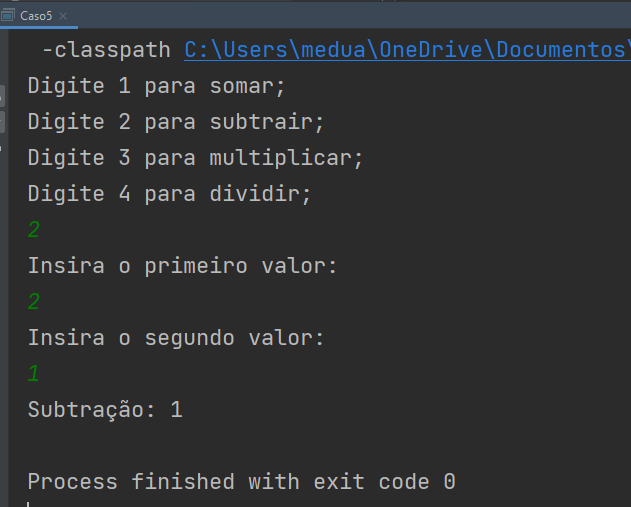 Caso5
-classpath C:\Users\medua\OneDrive\Documentos\
Digite 1 para somar;
Digite 2 para subtrair;
Digite 3 para multiplicar;
Digite 4 para dividir;
2
Insira o primeiro valor:
2
Insira o segundo valor:
1
Subtração: 1
Process finished with exit code 0